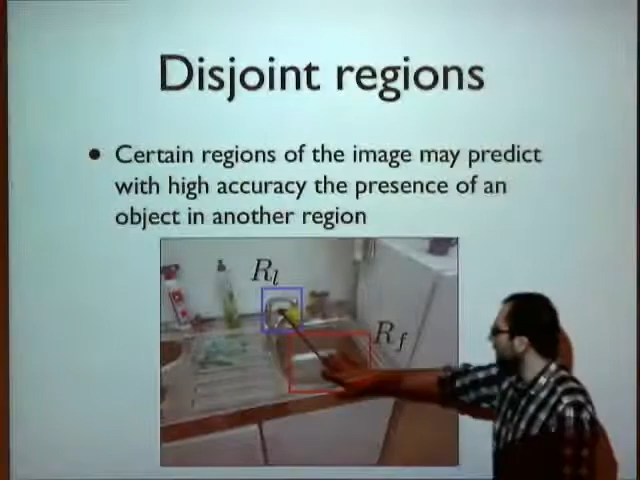 Disjoint regions
• Certain regions of the image may predict
with high accuracy the presence of an
object in another region
R_l
R_f